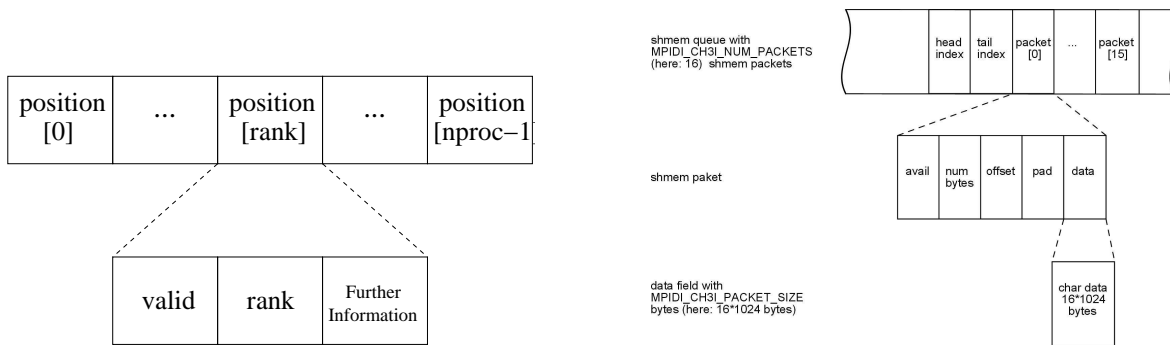 position
[0]
...
position
[rank]
...
position
[nproc−1]
valid
rank
Further
Information
shmem queue with
MPIDI_CH3I_NUM_PACKETS
(here: 16) shmem packets
head
index
tail
index
packet
[0]
...
packet
[15]
shmem paket
avail
num
bytes
offset
pad
data
data field with
MPIDI_CH3I_PACKET_SIZE
bytes (here: 16*1024 bytes)
char data
16*1024
bytes